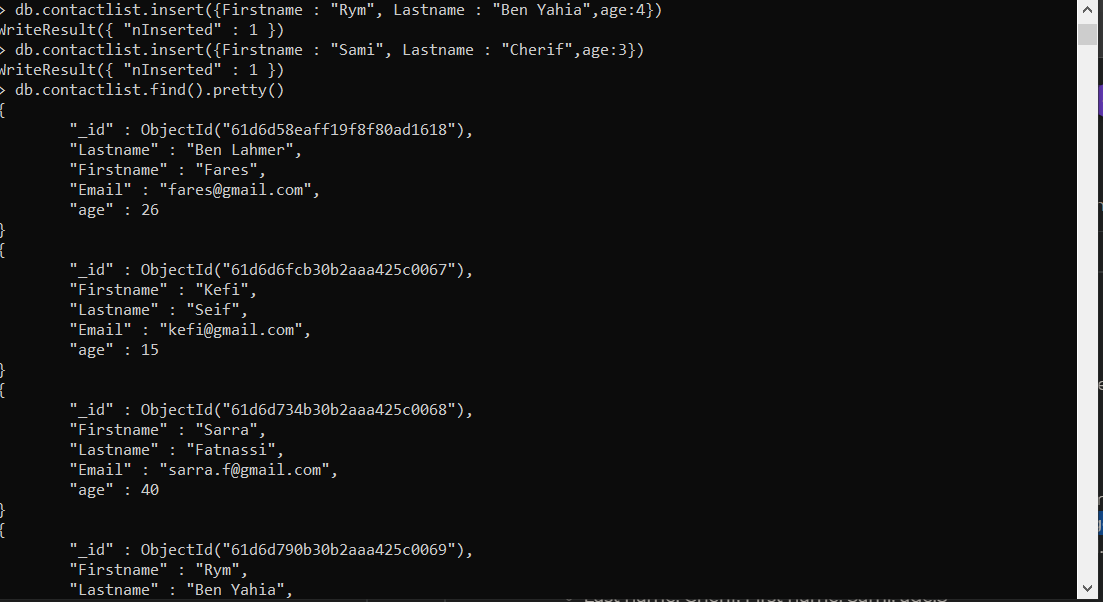 > db.contactlist.insert({Firstname : "Rym", Lastname : "Ben Yahia",age:4})
WriteResult({ "nInserted" : 1 })
> db.contactlist.insert({Firstname : "Sami", Lastname : "Cherif",age:3})
WriteResult({ "nInserted" : 1 })
> db.contactlist.find().pretty()
{
"_id" : ObjectId("61d6d58eaff19f8f80ad1618"),
"Lastname" : "Ben Lahmer",
"Firstname" : "Fares",
"Email" : "fares@gmail.com",
"age" : 26
}
{
"_id" : ObjectId("61d6d6fcb30b2aaa425c0067"),
"Firstname" : "Kefi",
"Lastname" : "Seif",
"Email" : "kefi@gmail.com",
"age" : 15
}
{
"_id" : ObjectId("61d6d734b30b2aaa425c0068"),
"Firstname" : "Sarra",
"Lastname" : "Fatnassi",
"Email" : "sarra.f@gmail.com",
"age" : 40
}
{
"_id" : ObjectId("61d6d790b30b2aaa425c0069"),
"Firstname" : "Rym",
"Lastname" : "Ben Yahia",